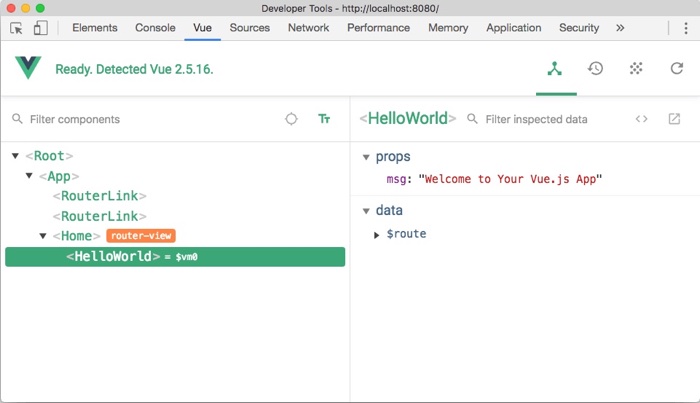 Developer Tools - http://localhost:8080/
Elements Console Vue Sources Network Performance Memory Application Security »
Ready. Detected Vue 2.5.16.
Filter components
Tт
<HelloWorld> Filter inspected data <>
<Root>
<App>
<RouterLink>
<RouterLink>
<Home> router-view
<HelloWorld> = $vm0
props
msg: "Welcome to Your Vue.js App"
data
$route